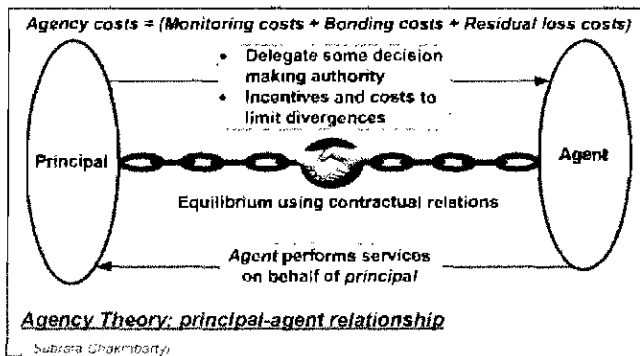 Agency costs = (Monitoring costs + Bonding costs + Residual loss costs)
• Delegate some decision
making authority
• Incentives and costs to
limit divergences
Principal
Agent
Equilibrium using contractual relations
Agent performs services
on behalf of principal
Agency Theory: principal-agent relationship